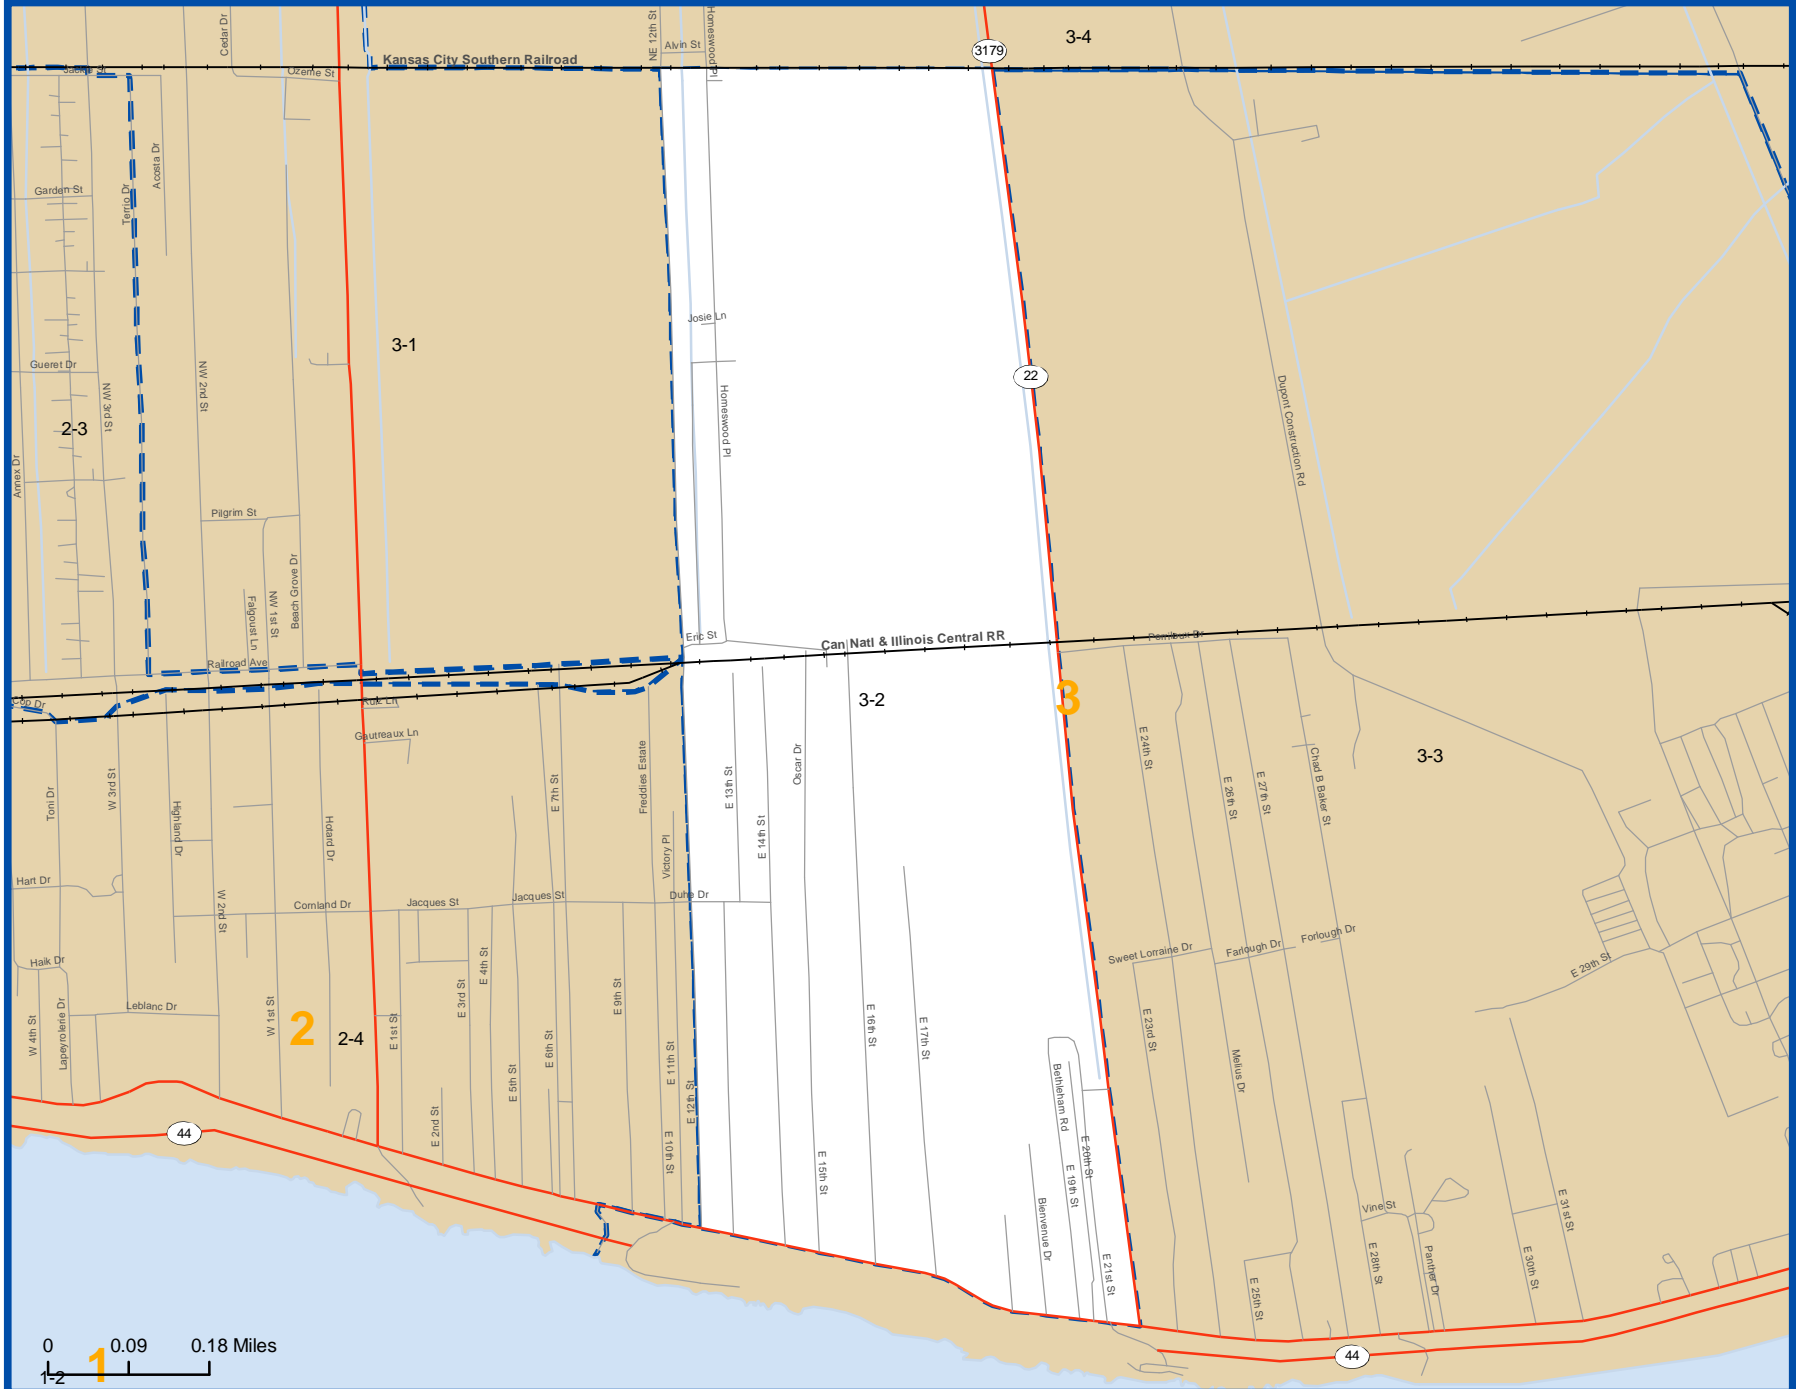 Cedar Dr
NE 12th St
Homeswood Pl
Alvin St
3179
3-4
Kansas City Southern Railroad
Ozeme St
Acosta Dr
Terrio Dr
Garden St
Josie Ln
3-1
Gueret Dr
NW 3rd St
NW 2nd St
22
Homeswood Pl
Dupont Construction Rd
2-3
Annex Dr
Pilgrim St
Beach Grove Dr
Falgoust Ln
NW 1st St
Eric St
Can Natl & Illinois Central RR
Railroad Ave
Cop Dr
Ruiz Ln
Gautreaux Ln
3-2
3
3-3
Toni Dr
W 3rd St
Highland Dr
Hotard Dr
E 7th St
Freddies Estate
Victory Pl
E 13th St
E 14th St
Oscar Dr
E 24th St
E 26th St
E 27th St
Chad B Baker St
Hart Dr
W 2nd St
Cornland Dr
Jacques St
Jacques St
Duhe Dr
Sweet Lorraine Dr
Farlough Dr
Forlough Dr
E 29th St
Haik Dr
Leblanc Dr
W 4th St
Lapeyrolerie Dr
W 1st St
2
2-4
E 1st St
E 3rd St
E 4th St
E 5th St
E 6th St
E 9th St
E 11th St
E 12th St
E 16th St
E 17th St
E 23rd St
Melius Dr
Bethleham Rd
E 2nd St
44
E 10th St
E 15th St
E 20th St
E 19th St
Bienvenue Dr
E 21st St
Vine St
E 31st St
E 28th St
Panther Dr
E 30th St
E 25th St
44
0 0.09 0.18 Miles
1
1-2